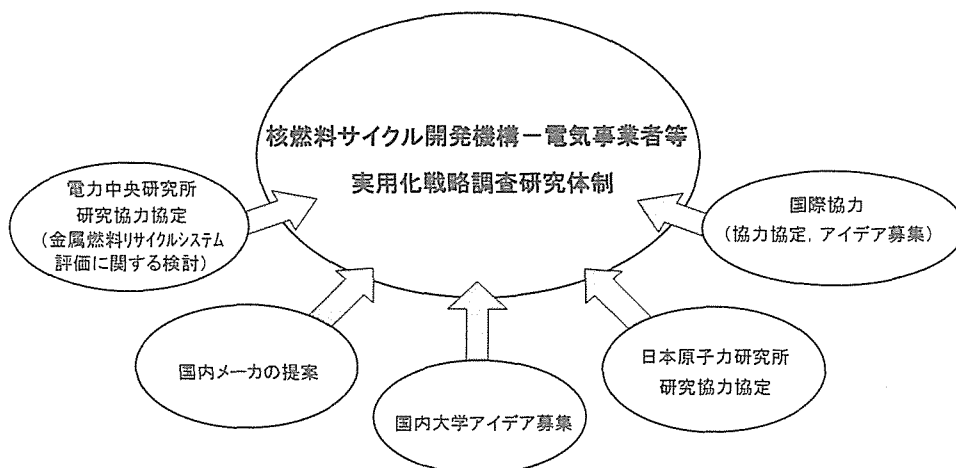 核燃料サイクル開発機構－電気事業者等
実用化戦略調査研究体制
電力中央研究所
研究協力協定
(金属燃料リサイクルシステム
評価に関する検討)
国内メーカの提案
国内大学アイデア募集
日本原子力研究所
研究協力協定
国際協力
(協力協定, アイデア募集)